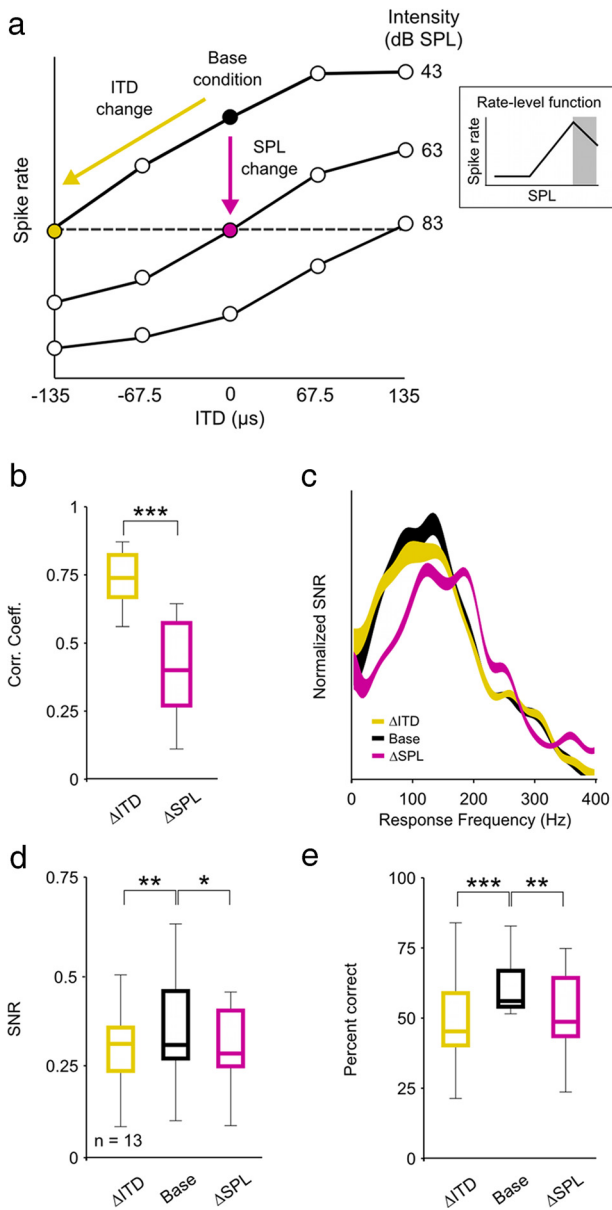 a
Intensity
(dB SPL)
ITD
change
Base
condition
SPL
change
43
63
83
Spike rate
-135
-67.5
0
67.5
135
ITD (µs)
Rate-level function
Spike rate
SPL
b
***
1
0.75
0.5
0.25
0
Corr. Coeff.
ΔITD
ΔSPL
c
Normalized SNR
ΔITD
Base
ΔSPL
0
100
200
300
400
Response Frequency (Hz)
d
0.75
0.5
0.25
0
SNR
**
*
n = 13
ΔITD
Base
ΔSPL
e
100
75
50
25
0
Percent correct
***
**
ΔITD
Base
ΔSPL